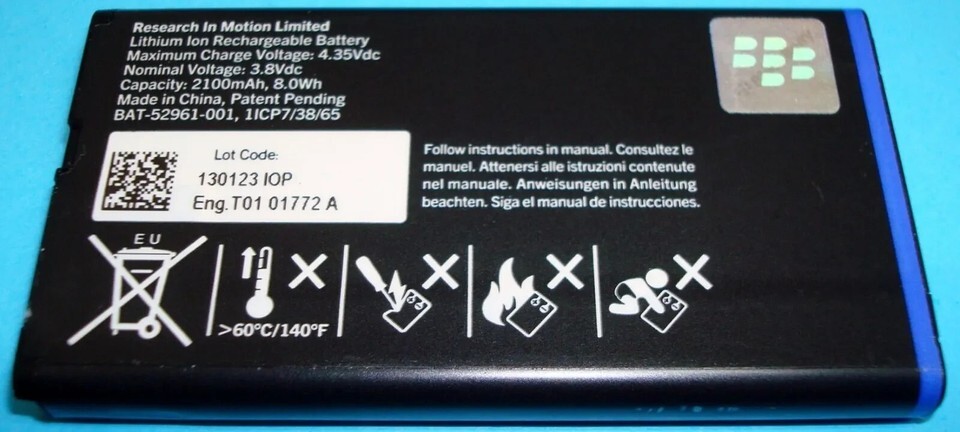 Research In Motion Limited
Lithium Ion Rechargeable Battery
Maximum Charge Voltage: 4.35Vdc
Nominal Voltage: 3.8Vdc
Capacity: 2100mAh, 8.0Wh
Made in China, Patent Pending
BAT-52961-001, 1ICP7/38/65
Lot Code:
130123 IOP
Eng.T01 01772 A
Follow instructions in manual. Consultez le
manuel. Attenersi alle istruzioni contenute
nel manuale. Anweisungen in Anleitung
beachten. Siga el manual de instrucciones.
EU
>60°C/140°F